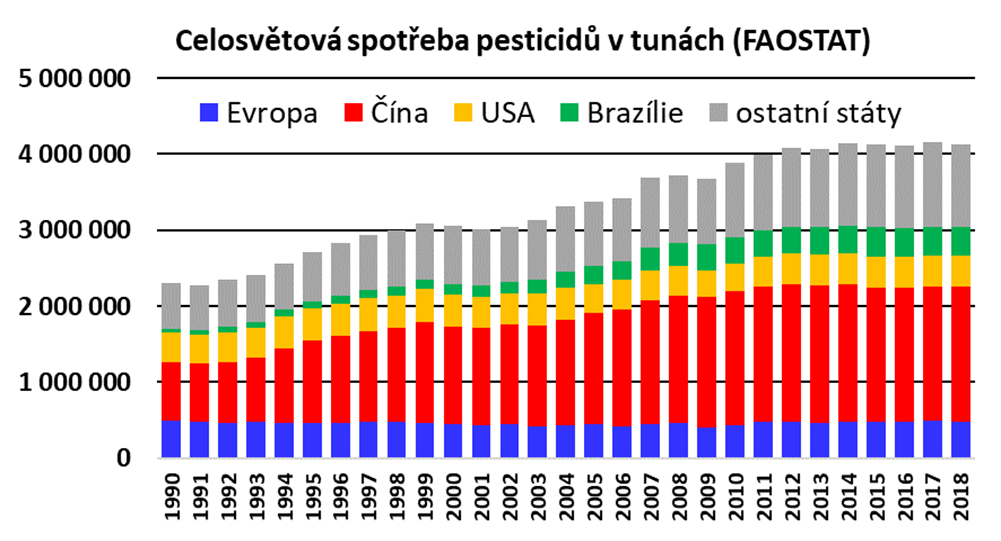 Celosvětová spotřeba pesticidů v tunách (FAOSTAT)
5 000 000
Evropa Čína USA Brazílie ostatní státy
4 000 000
3 000 000
2 000 000
1 000 000
0
1990 1991 1992 1993 1994 1995 1996 1997 1998 1999 2000 2001 2002 2003 2004 2005 2006 2007 2008 2009 2010 2011 2012 2013 2014 2015 2016 2017 2018